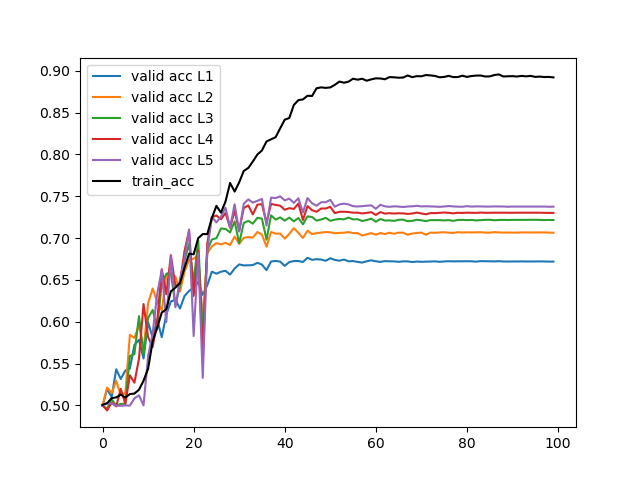 0.90
0.85
0.80
0.75
0.70
0.65
0.60
0.55
0.50
valid acc L1
valid acc L2
valid acc L3
valid acc L4
valid acc L5
train_acc
0 20 40 60 80 100